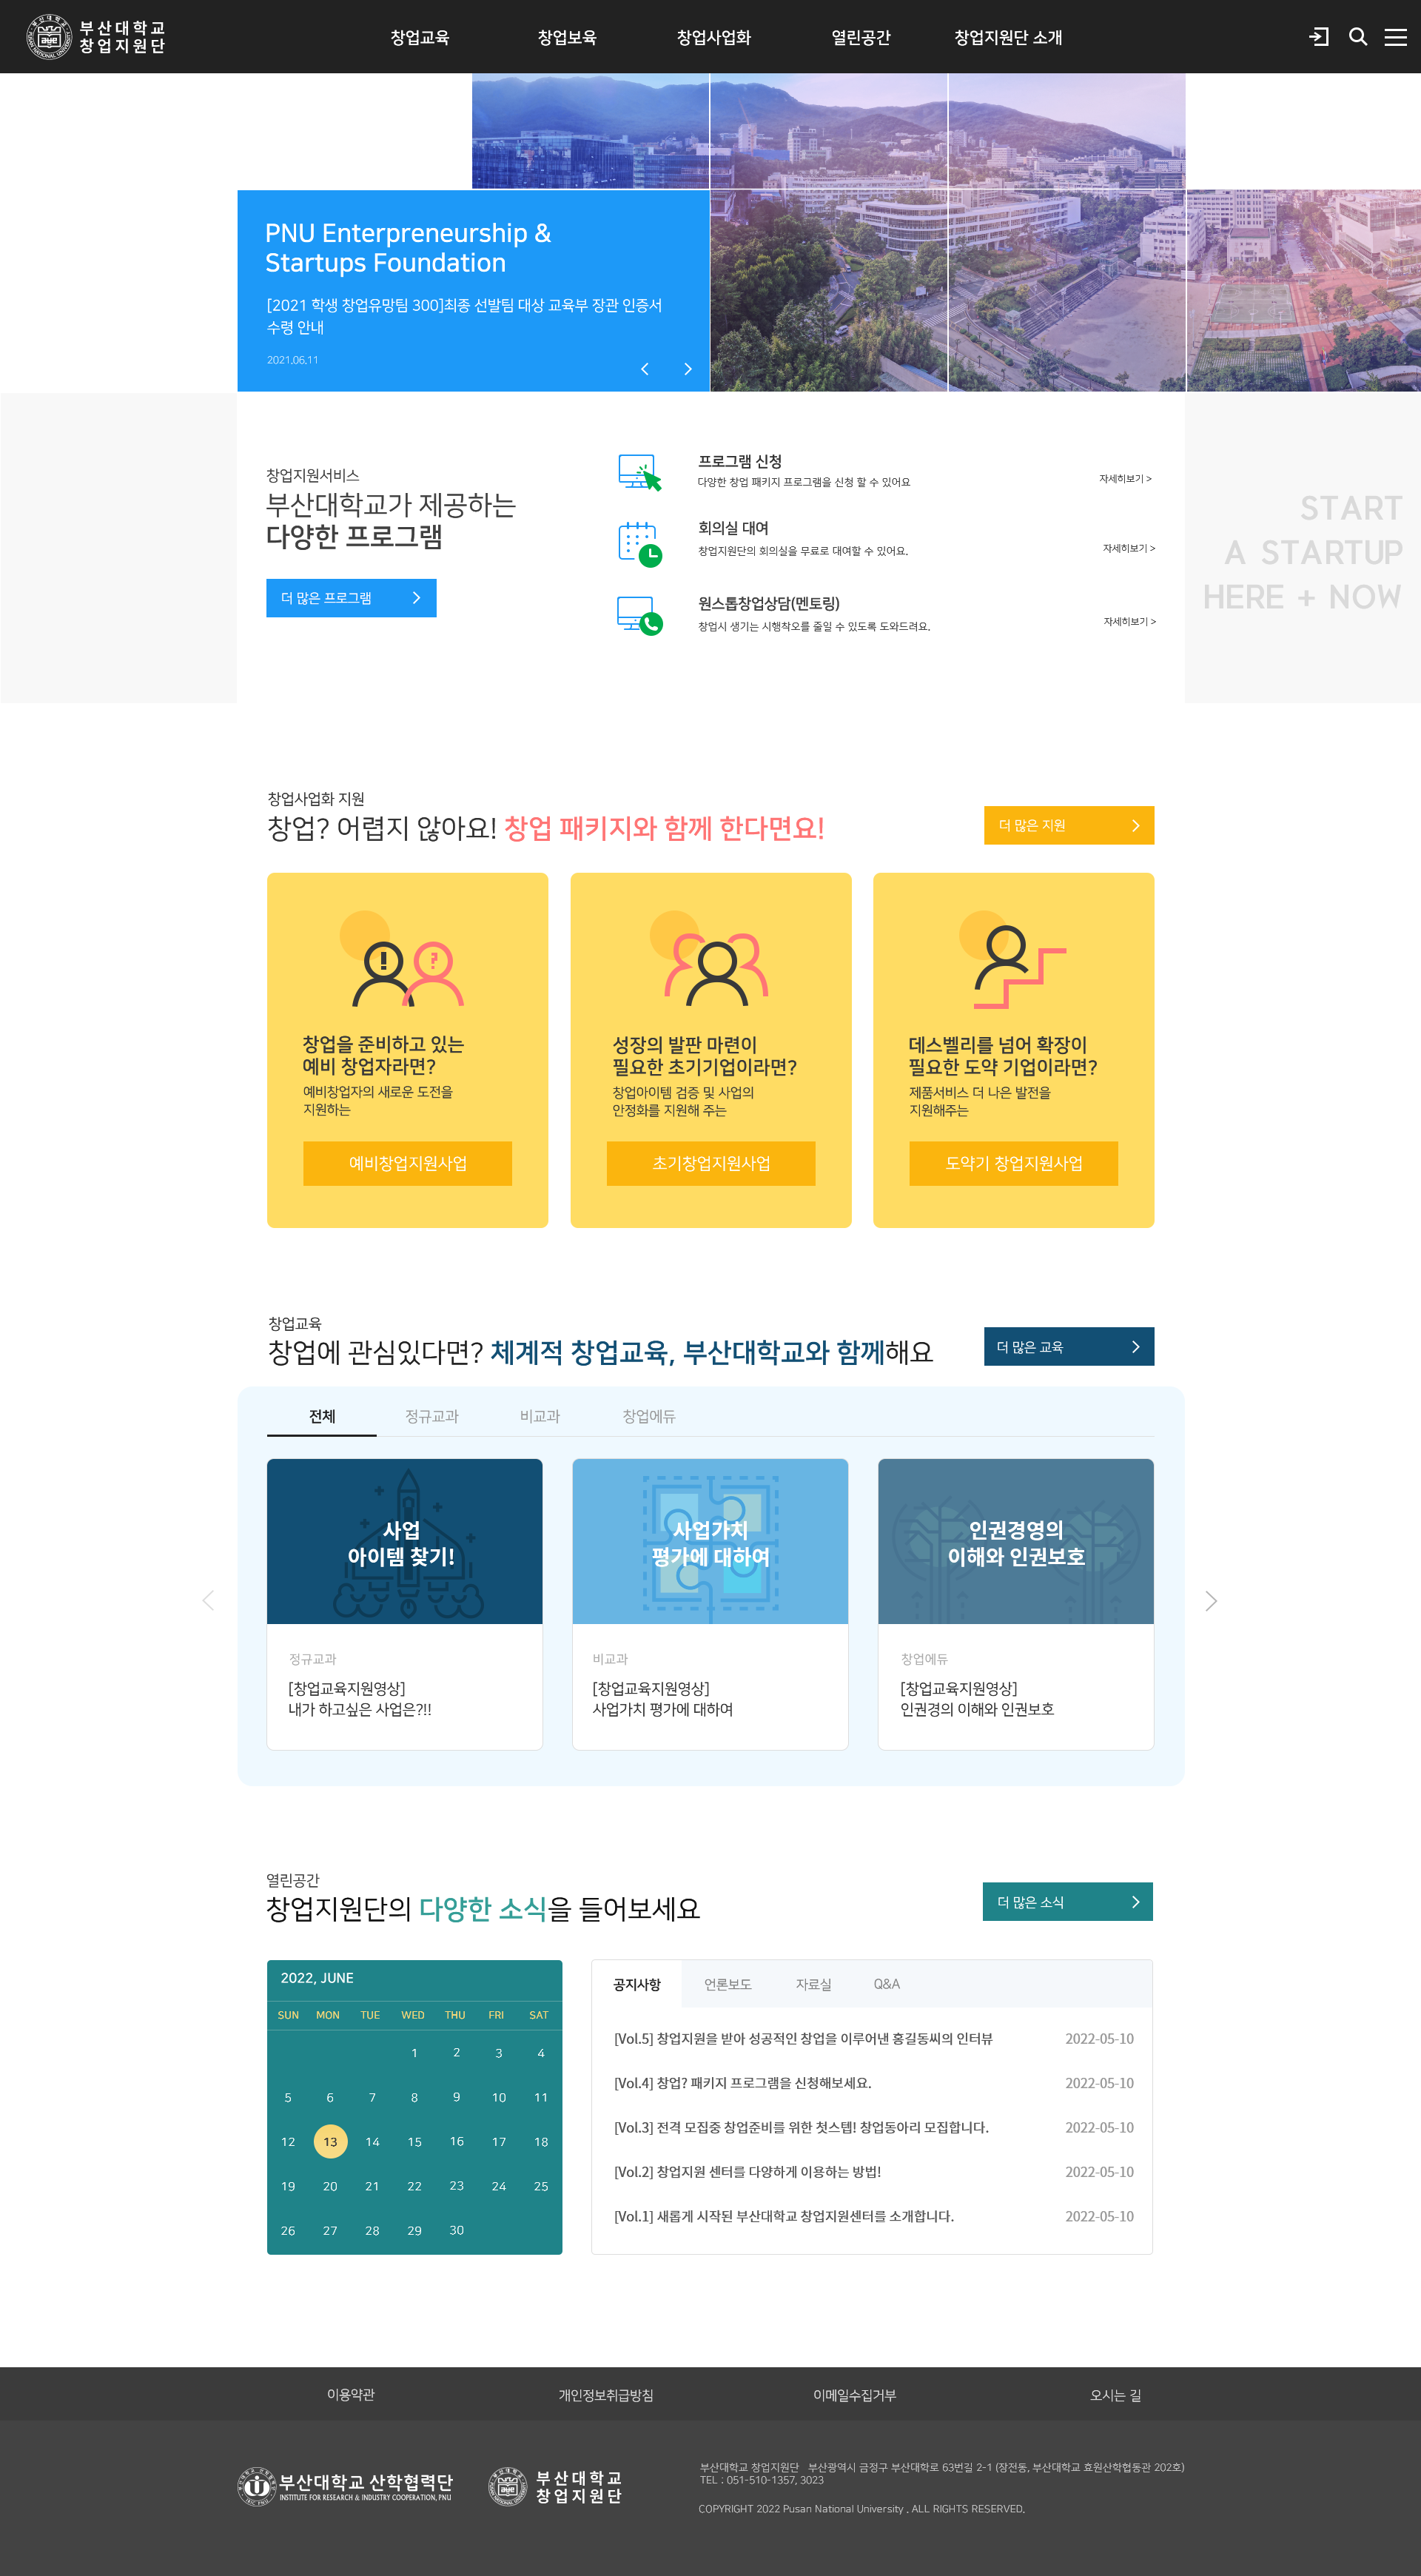 부산대학교
창업지원단
창업교육
창업보육
창업사업화
열린공간
창업지원단 소개
PNU Enterpreneurship &
Startups Foundation
[2021 학생 창업유망팀 300]최종 선발팀 대상 교육부 장관 인증서
수령 안내
2021.06.11
창업지원서비스
부산대학교가 제공하는
다양한 프로그램
더 많은 프로그램
프로그램 신청
다양한 창업 패키지 프로그램을 신청 할 수 있어요
자세히보기 >
회의실 대여
창업지원단의 회의실을 무료로 대여할 수 있어요.
자세히보기 >
원스톱창업상담(멘토링)
창업시 생기는 시행착오를 줄일 수 있도록 도와드려요.
자세히보기 >
START
A STARTUP
HERE + NOW
창업사업화 지원
창업? 어렵지 않아요! 창업 패키지와 함께 한다면요!
더 많은 지원
창업을 준비하고 있는
예비 창업자라면?
예비창업자의 새로운 도전을
지원하는
예비창업지원사업
성장의 발판 마련이
필요한 초기기업이라면?
창업아이템 검증 및 사업의
안정화를 지원해 주는
초기창업지원사업
데스벨리를 넘어 확장이
필요한 도약 기업이라면?
제품서비스 더 나은 발전을
지원해주는
도약기 창업지원사업
창업교육
창업에 관심있다면? 체계적 창업교육, 부산대학교와 함께해요
더 많은 교육
전체
정규교과
비교과
창업에듀
사업
아이템 찾기!
정규교과
[창업교육지원영상]
내가 하고싶은 사업은?!!
사업가치
평가에 대하여
비교과
[창업교육지원영상]
사업가치 평가에 대하여
인권경영의
이해와 인권보호
창업에듀
[창업교육지원영상]
인권경의 이해와 인권보호
열린공간
창업지원단의 다양한 소식을 들어보세요
더 많은 소식
2022, JUNE
SUN MON TUE WED THU FRI SAT
1 2 3 4
5 6 7 8 9 10 11
12 13 14 15 16 17 18
19 20 21 22 23 24 25
26 27 28 29 30
공지사항
언론보도
자료실
Q&A
[Vol.5] 창업지원을 받아 성공적인 창업을 이루어낸 홍길동씨의 인터뷰 2022-05-10
[Vol.4] 창업? 패키지 프로그램을 신청해보세요. 2022-05-10
[Vol.3] 전격 모집중 창업준비를 위한 첫스텝! 창업동아리 모집합니다. 2022-05-10
[Vol.2] 창업지원 센터를 다양하게 이용하는 방법! 2022-05-10
[Vol.1] 새롭게 시작된 부산대학교 창업지원센터를 소개합니다. 2022-05-10
이용약관
개인정보취급방침
이메일수집거부
오시는 길
부산대학교 산학협력단
INSTITUTE FOR RESEARCH & INDUSTRY COOPERATION, PNU
부산대학교
창업지원단
부산대학교 창업지원단 부산광역시 금정구 부산대학로 63번길 2-1 (장전동, 부산대학교 효원산학협동관 202호)
TEL : 051-510-1357, 3023
COPYRIGHT 2022 Pusan National University . ALL RIGHTS RESERVED.